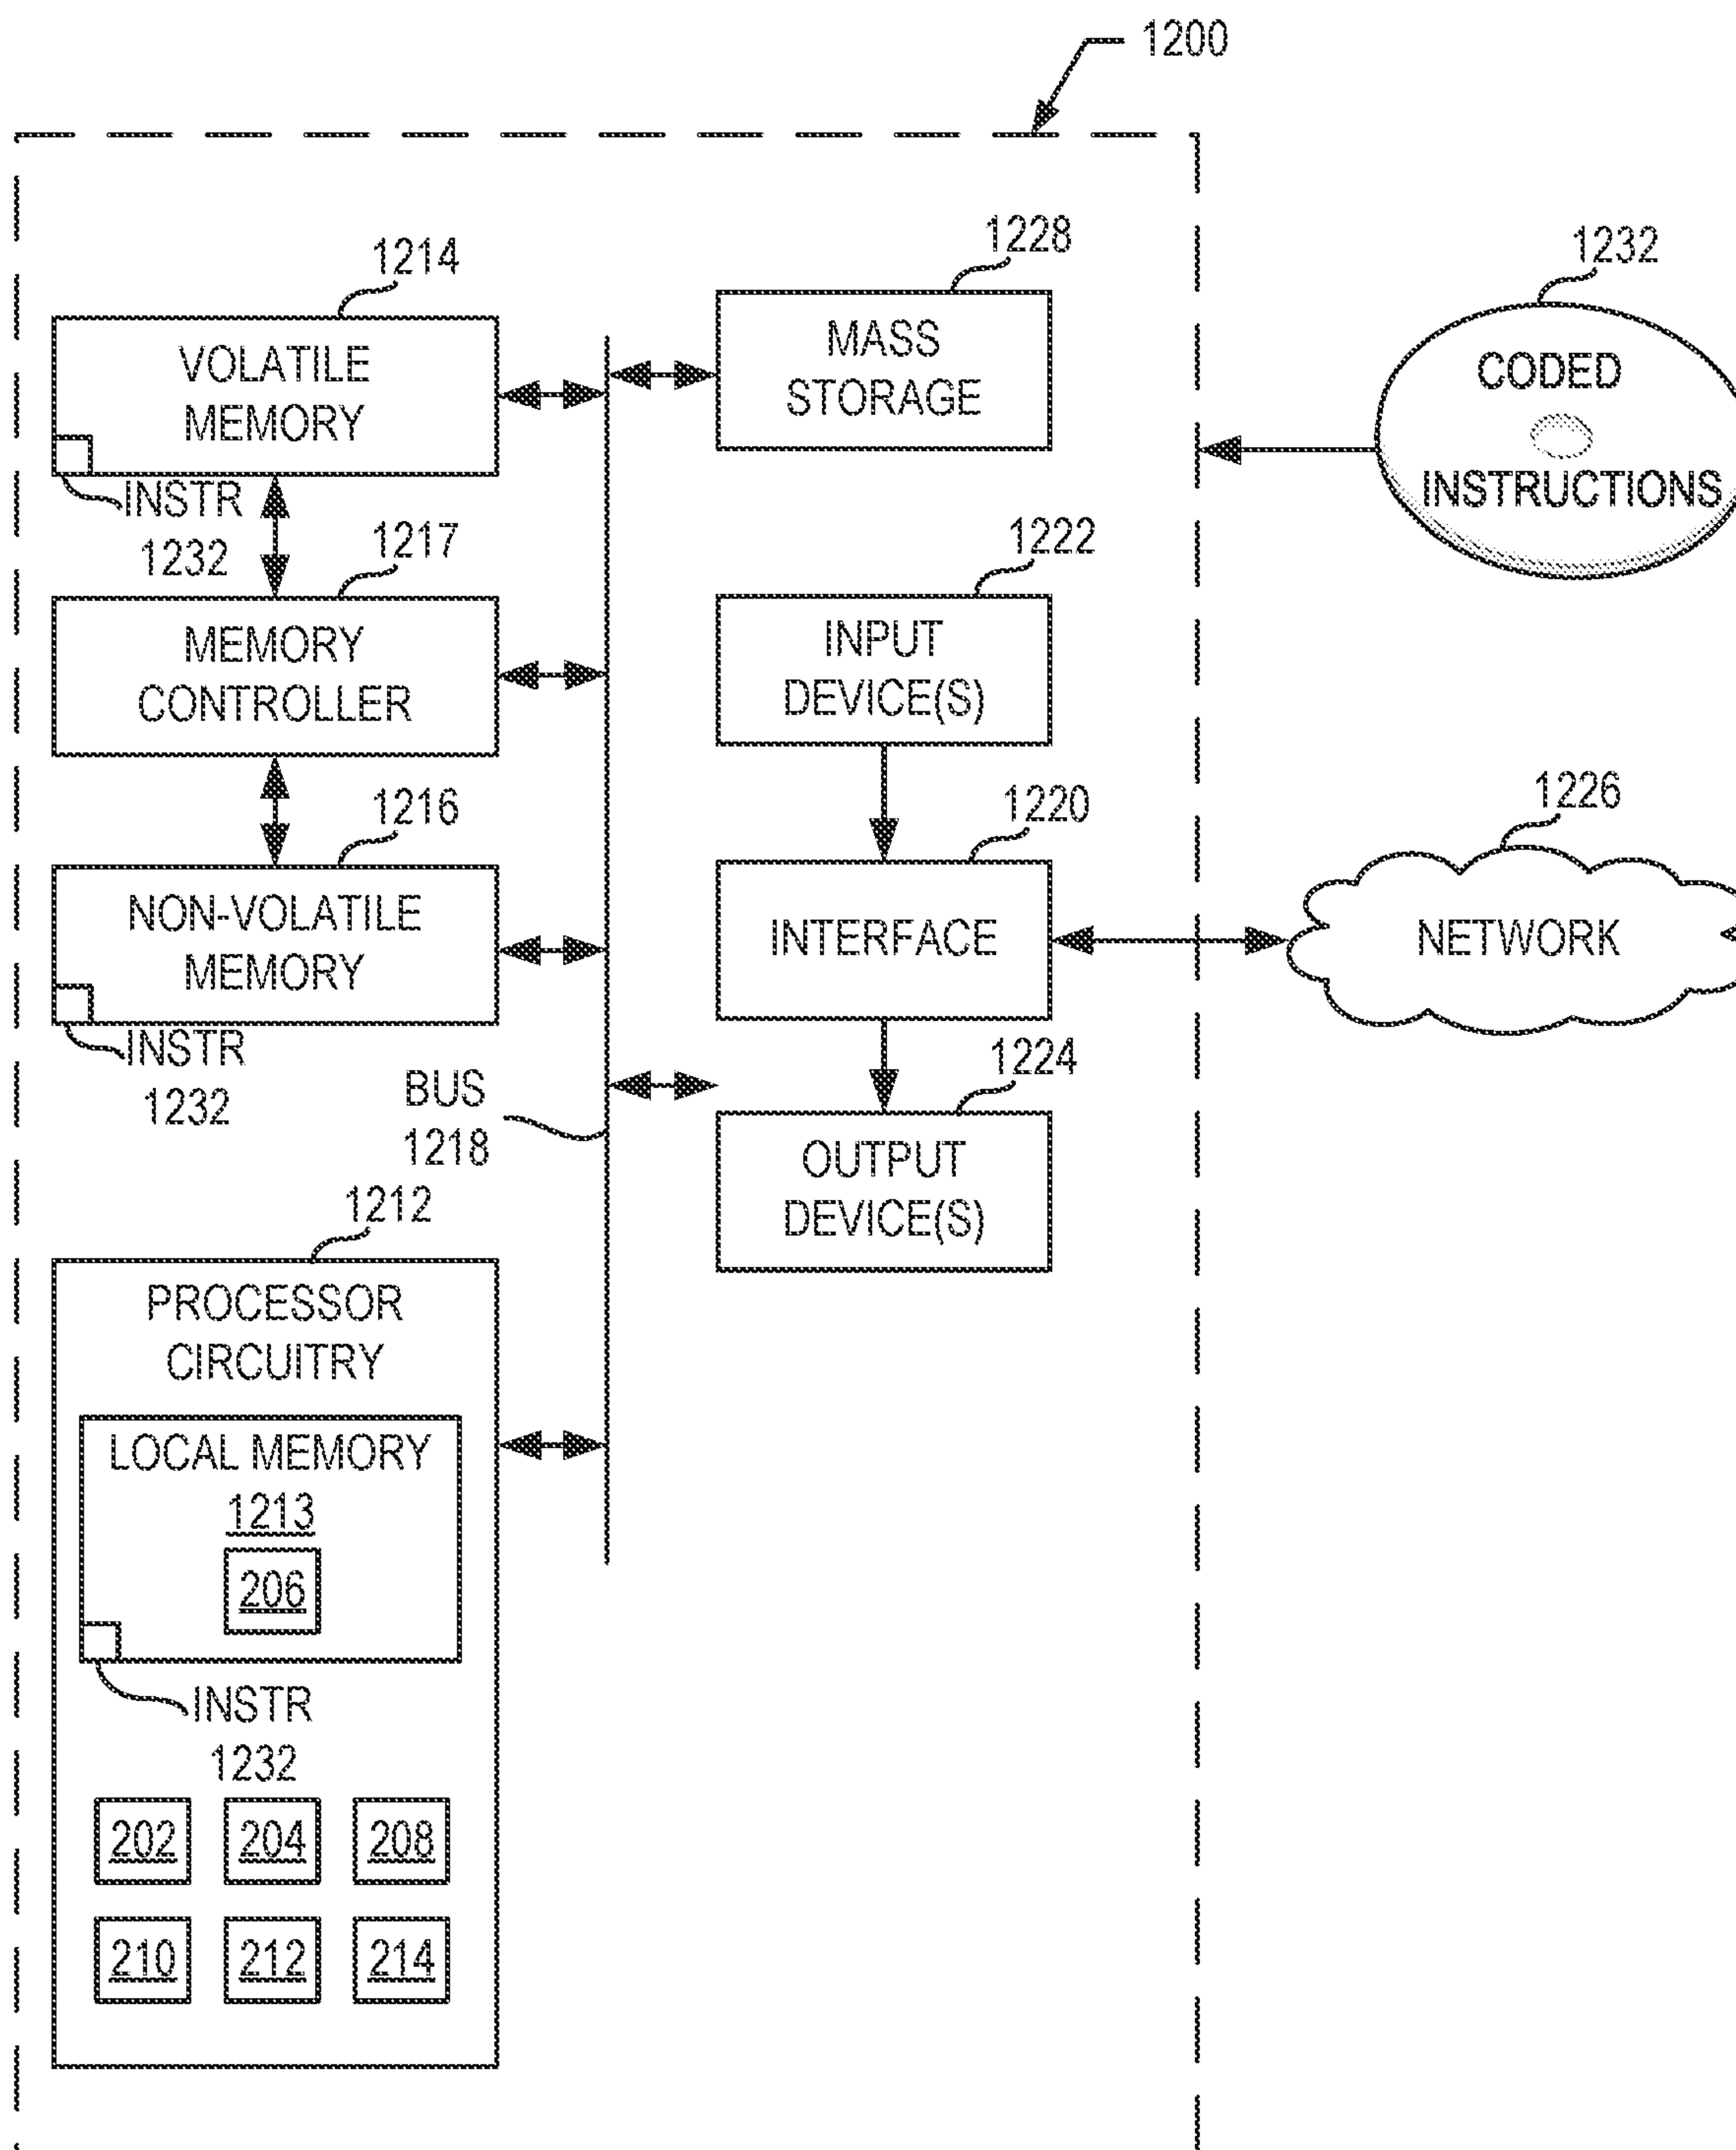 1200
1214
VOLATILE
MEMORY
INSTR
1232
1217
MEMORY
CONTROLLER
1216
NON-VOLATILE
MEMORY
INSTR
1232
BUS
1218
1212
PROCESSOR
CIRCUITRY
LOCAL MEMORY
1213
206
INSTR
1232
202 204 208
210 212 214
1228
MASS
STORAGE
1222
INPUT
DEVICE(S)
1220
INTERFACE
1224
OUTPUT
DEVICE(S)
1232
CODED
INSTRUCTIONS
1226
NETWORK